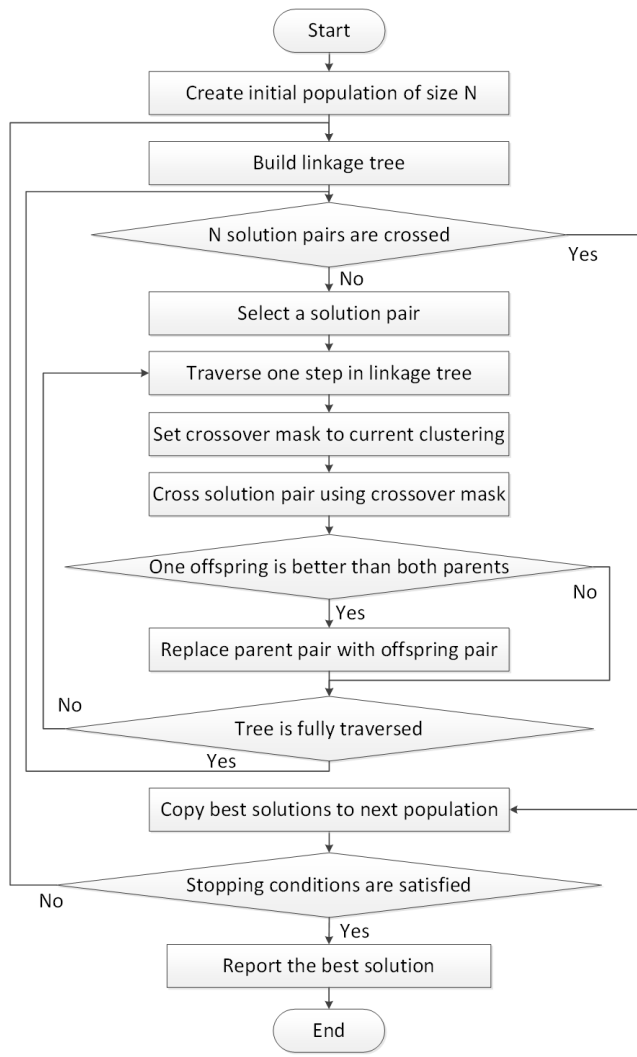 Start
Create initial population of size N
Build linkage tree
N solution pairs are crossed
Yes
No
Select a solution pair
Traverse one step in linkage tree
Set crossover mask to current clustering
Cross solution pair using crossover mask
One offspring is better than both parents
No
Yes
Replace parent pair with offspring pair
No
Tree is fully traversed
Yes
Copy best solutions to next population
Stopping conditions are satisfied
No
Yes
Report the best solution
End